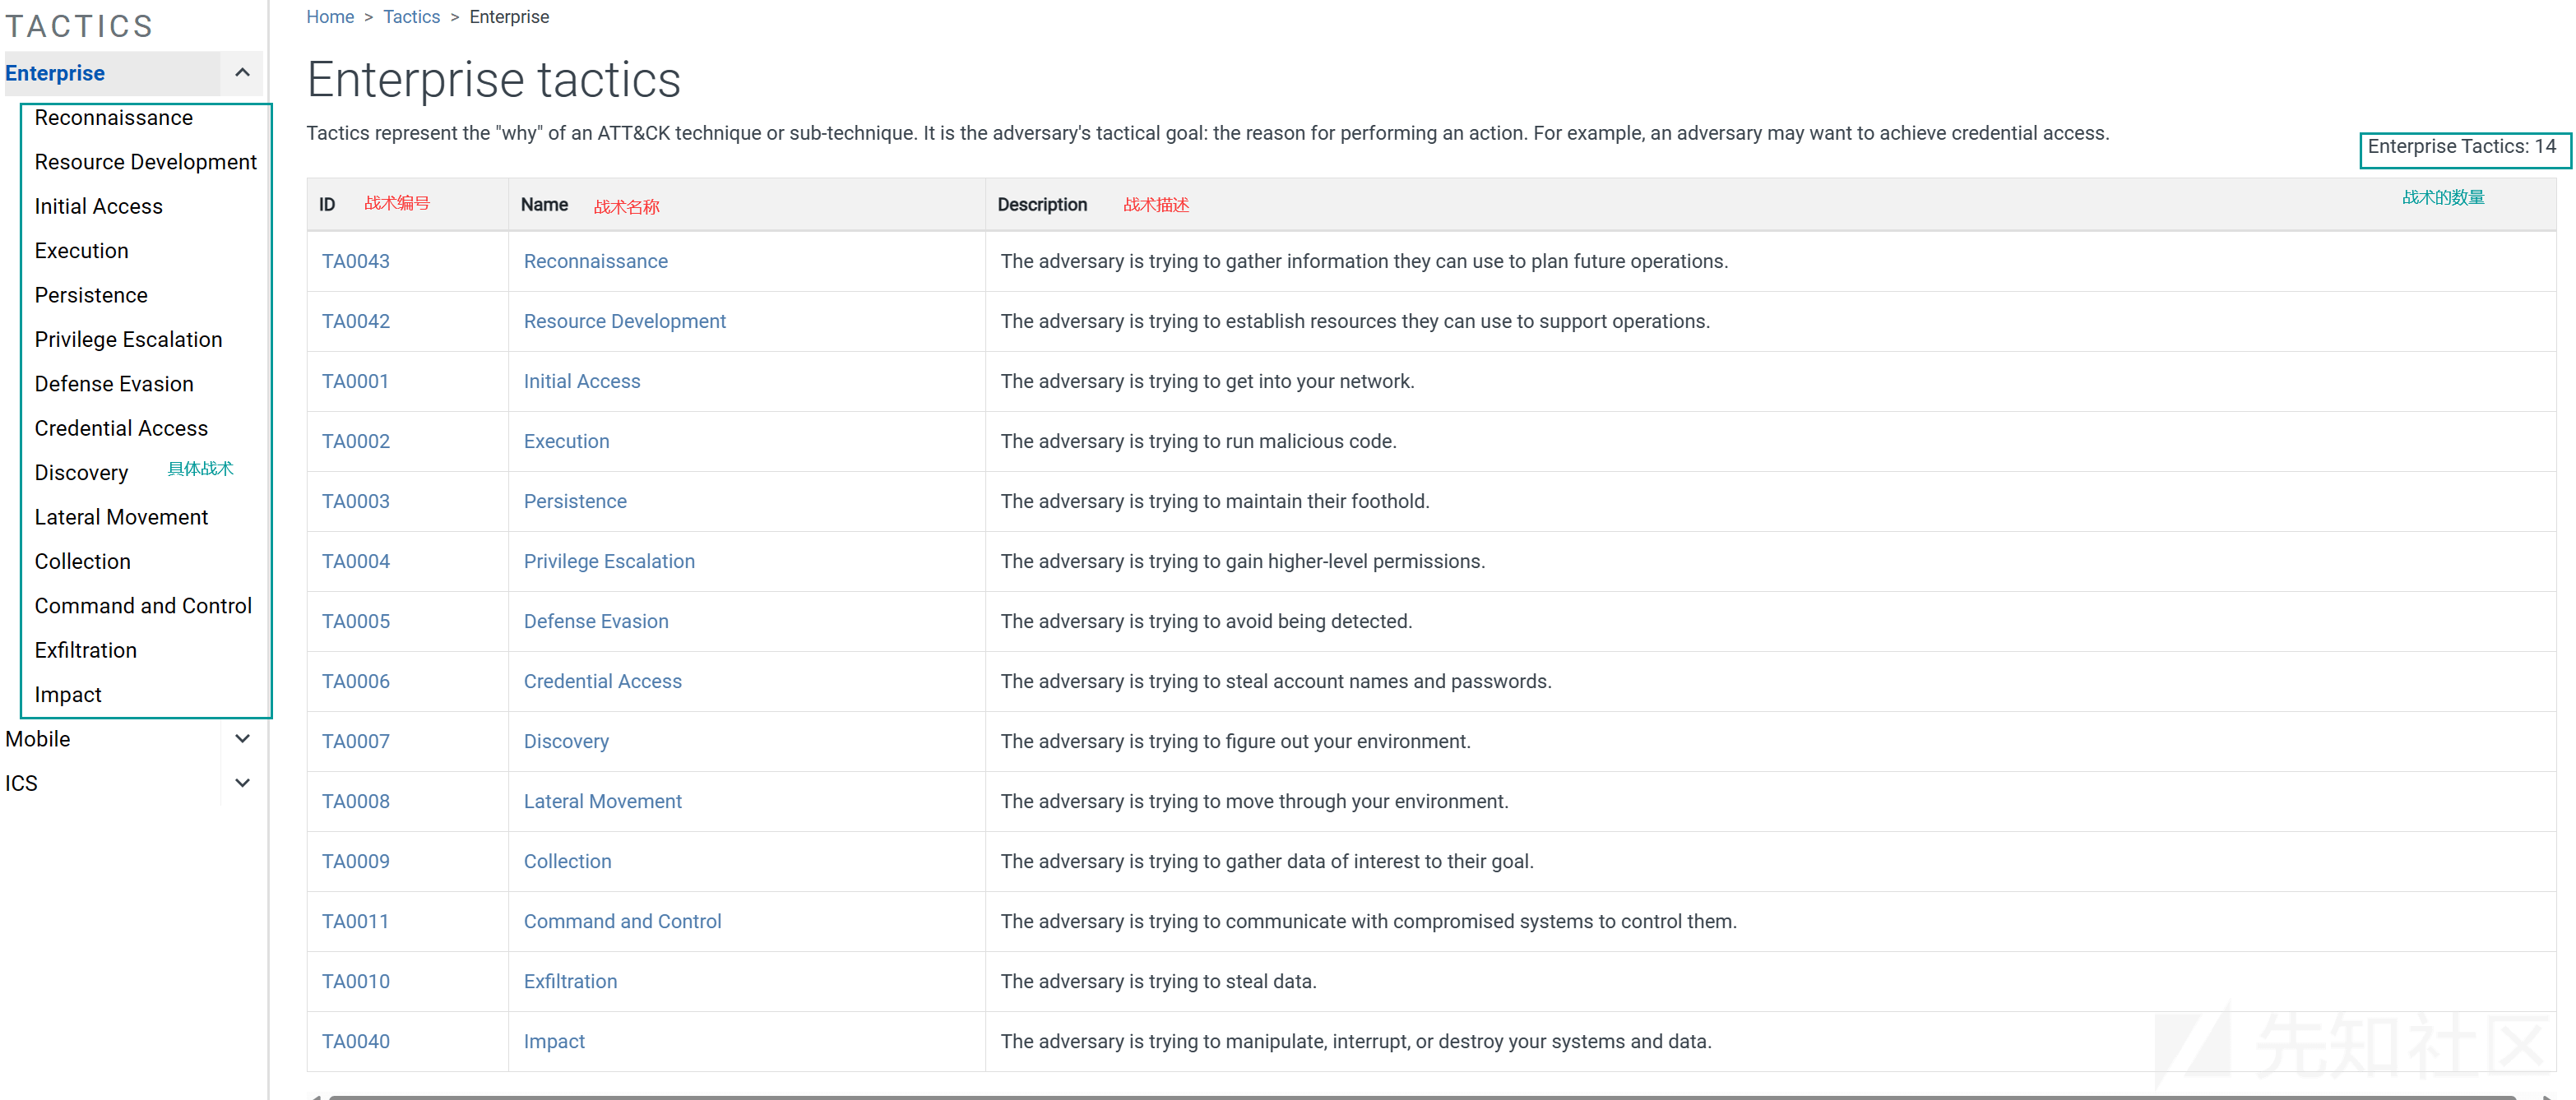 TACTICS
Enterprise
Reconnaissance
Resource Development
Initial Access
Execution
Persistence
Privilege Escalation
Defense Evasion
Credential Access
Discovery 具体战术
Lateral Movement
Collection
Command and Control
Exfiltration
Impact
Mobile
ICS
Home > Tactics > Enterprise
Enterprise tactics
Tactics represent the "why" of an ATT&CK technique or sub-technique. It is the adversary's tactical goal: the reason for performing an action. For example, an adversary may want to achieve credential access.
Enterprise Tactics: 14
战术的数量
ID 战术编号 Name 战术名称 Description 战术描述
TA0043 Reconnaissance The adversary is trying to gather information they can use to plan future operations.
TA0042 Resource Development The adversary is trying to establish resources they can use to support operations.
TA0001 Initial Access The adversary is trying to get into your network.
TA0002 Execution The adversary is trying to run malicious code.
TA0003 Persistence The adversary is trying to maintain their foothold.
TA0004 Privilege Escalation The adversary is trying to gain higher-level permissions.
TA0005 Defense Evasion The adversary is trying to avoid being detected.
TA0006 Credential Access The adversary is trying to steal account names and passwords.
TA0007 Discovery The adversary is trying to figure out your environment.
TA0008 Lateral Movement The adversary is trying to move through your environment.
TA0009 Collection The adversary is trying to gather data of interest to their goal.
TA0011 Command and Control The adversary is trying to communicate with compromised systems to control them.
TA0010 Exfiltration The adversary is trying to steal data.
TA0040 Impact The adversary is trying to manipulate, interrupt, or destroy your systems and data.
先知社区